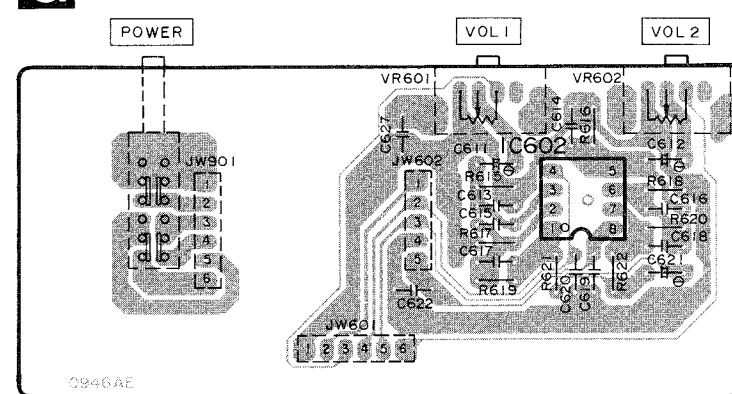 POWER
VOL 1
VOL 2
VR601
VR602
C614
R616
C627
C611
IC602
C612
JW901
JW602
R615
R618
C613
C616
C615
R620
R617
C618
C617
C621
R619
R621
C620
C619
R622
C622
1
2
3
4
5
6
1
2
3
4
5
4
3
2
1
5
6
7
8
JW601
1 2 3 4 5 6
0946AE